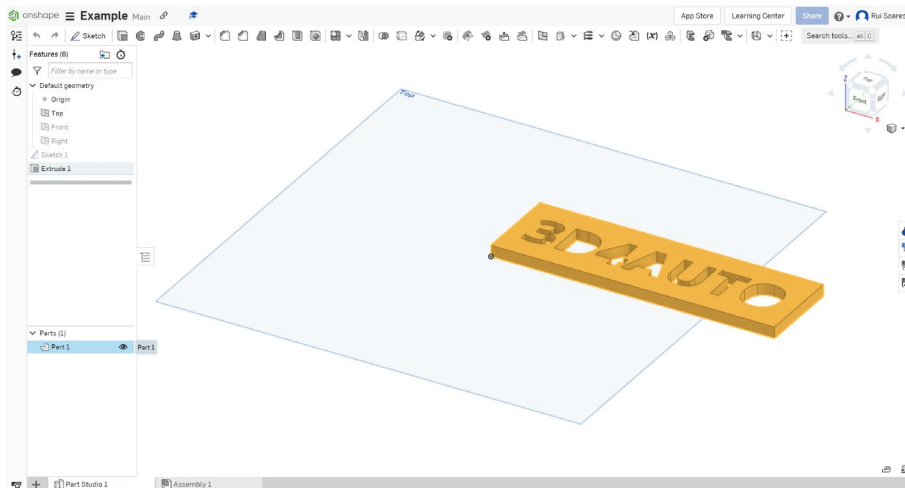 onshape Example Main App Store Learning Center Share Rui Soares
Sketch Search tools... alt C
Features (6)
Filter by name or type
Default geometry
Origin
Top
Front
Right
Sketch 1
Extrude 1
Top
3D4AUTO
Z
Top
Front
Right
X
Parts (1)
Part 1
Part 1
Part Studio 1 Assembly 1